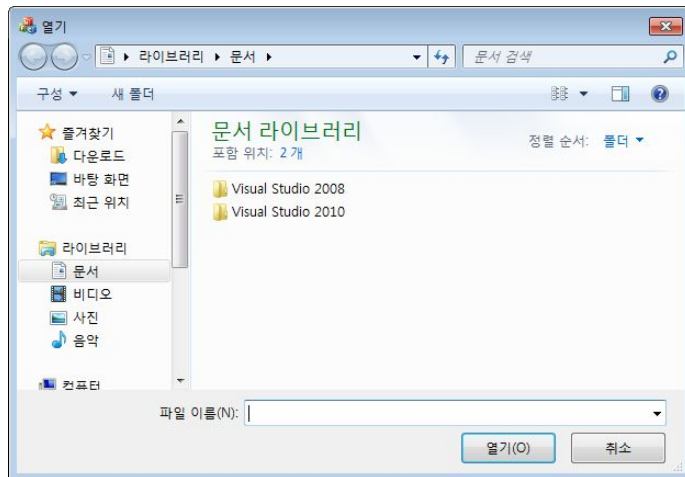 열기
라이브러리 ▸ 문서 ▸
문서 검색
구성 ▼ 새 폴더
즐겨찾기
다운로드
바탕 화면
최근 위치
라이브러리
문서
비디오
사진
음악
컴퓨터
문서 라이브러리
포함 위치: 2 개
정렬 순서: 폴더 ▼
Visual Studio 2008
Visual Studio 2010
파일 이름(N):
열기(O) 취소